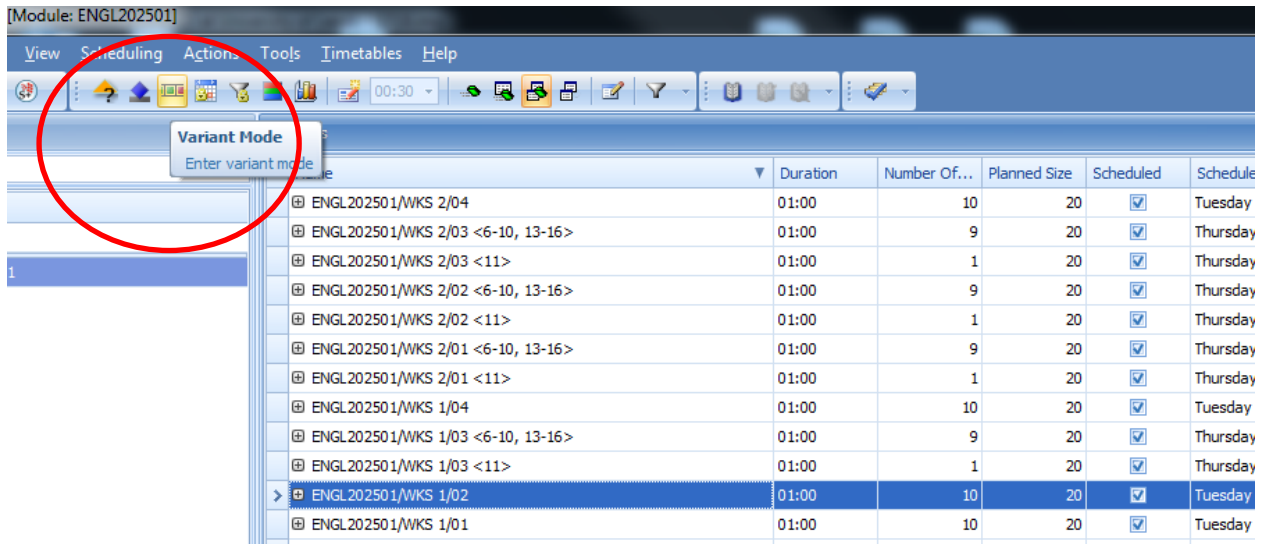 [Module: ENGL202501]
View Scheduling Actions Tools Timetables Help
00:30
Variant Mode
Enter variant mode
Duration Number Of... Planned Size Scheduled Schedule
ENGL202501/WKS 2/04 01:00 10 20 Tuesday
ENGL202501/WKS 2/03 <6-10, 13-16> 01:00 9 20 Thursday
ENGL202501/WKS 2/03 <11> 01:00 1 20 Thursday
1
ENGL202501/WKS 2/02 <6-10, 13-16> 01:00 9 20 Thursday
ENGL202501/WKS 2/02 <11> 01:00 1 20 Thursday
ENGL202501/WKS 2/01 <6-10, 13-16> 01:00 9 20 Thursday
ENGL202501/WKS 2/01 <11> 01:00 1 20 Thursday
ENGL202501/WKS 1/04 01:00 10 20 Tuesday
ENGL202501/WKS 1/03 <6-10, 13-16> 01:00 9 20 Thursday
ENGL202501/WKS 1/03 <11> 01:00 1 20 Thursday
ENGL202501/WKS 1/02 01:00 10 20 Tuesday
ENGL202501/WKS 1/01 01:00 10 20 Tuesday